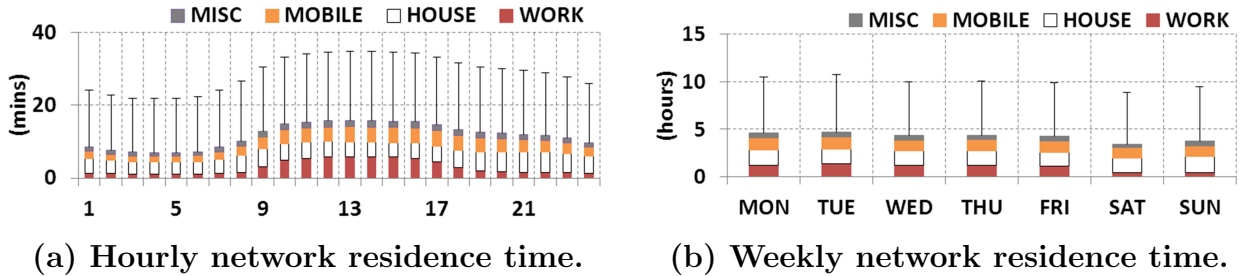 MISC MOBILE HOUSE WORK
40
20
0
(mins)
1 5 9 13 17 21
(a) Hourly network residence time.
MISC MOBILE HOUSE WORK
15
10
5
0
(hours)
MON TUE WED THU FRI SAT SUN
(b) Weekly network residence time.